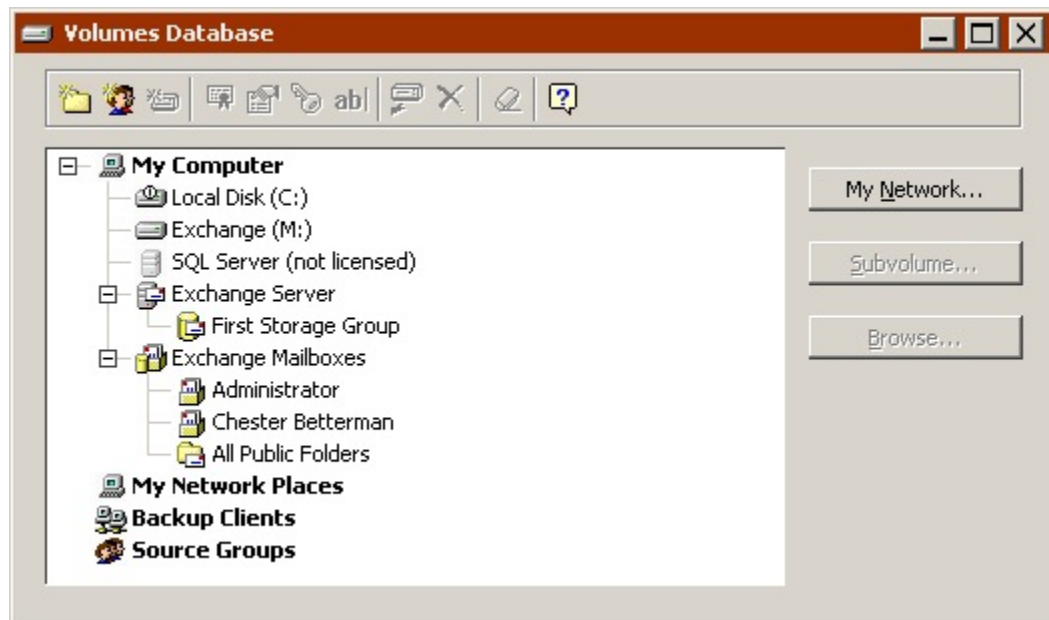 Volumes Database
ab|
My Computer
Local Disk (C:)
Exchange (M:)
SQL Server (not licensed)
Exchange Server
First Storage Group
Exchange Mailboxes
Administrator
Chester Betterman
All Public Folders
My Network Places
Backup Clients
Source Groups
My Network...
Subvolume...
Browse...